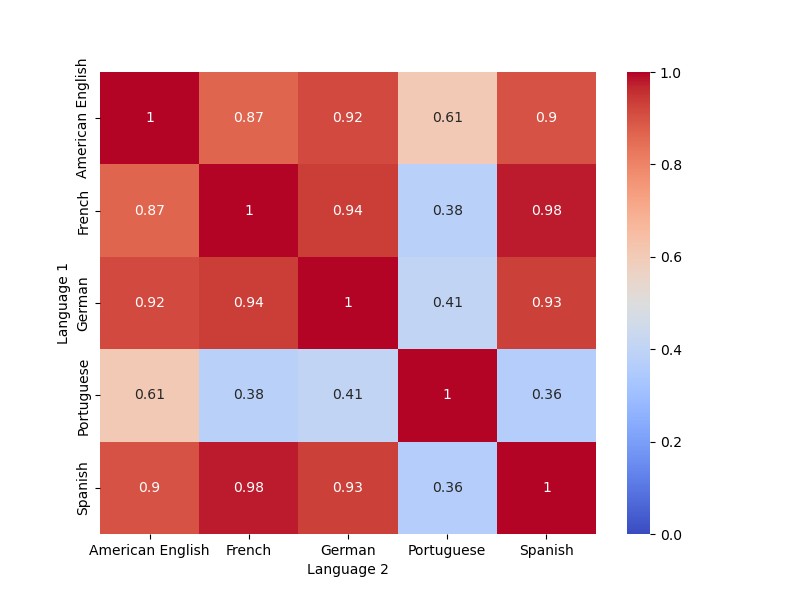 American English
1
0.87
0.92
0.61
0.9
French
0.87
1
0.94
0.38
0.98
German
0.92
0.94
1
0.41
0.93
Portuguese
0.61
0.38
0.41
1
0.36
Spanish
0.9
0.98
0.93
0.36
1
Language 1
American English
French
German
Portuguese
Spanish
Language 2
1.0
0.8
0.6
0.4
0.2
0.0